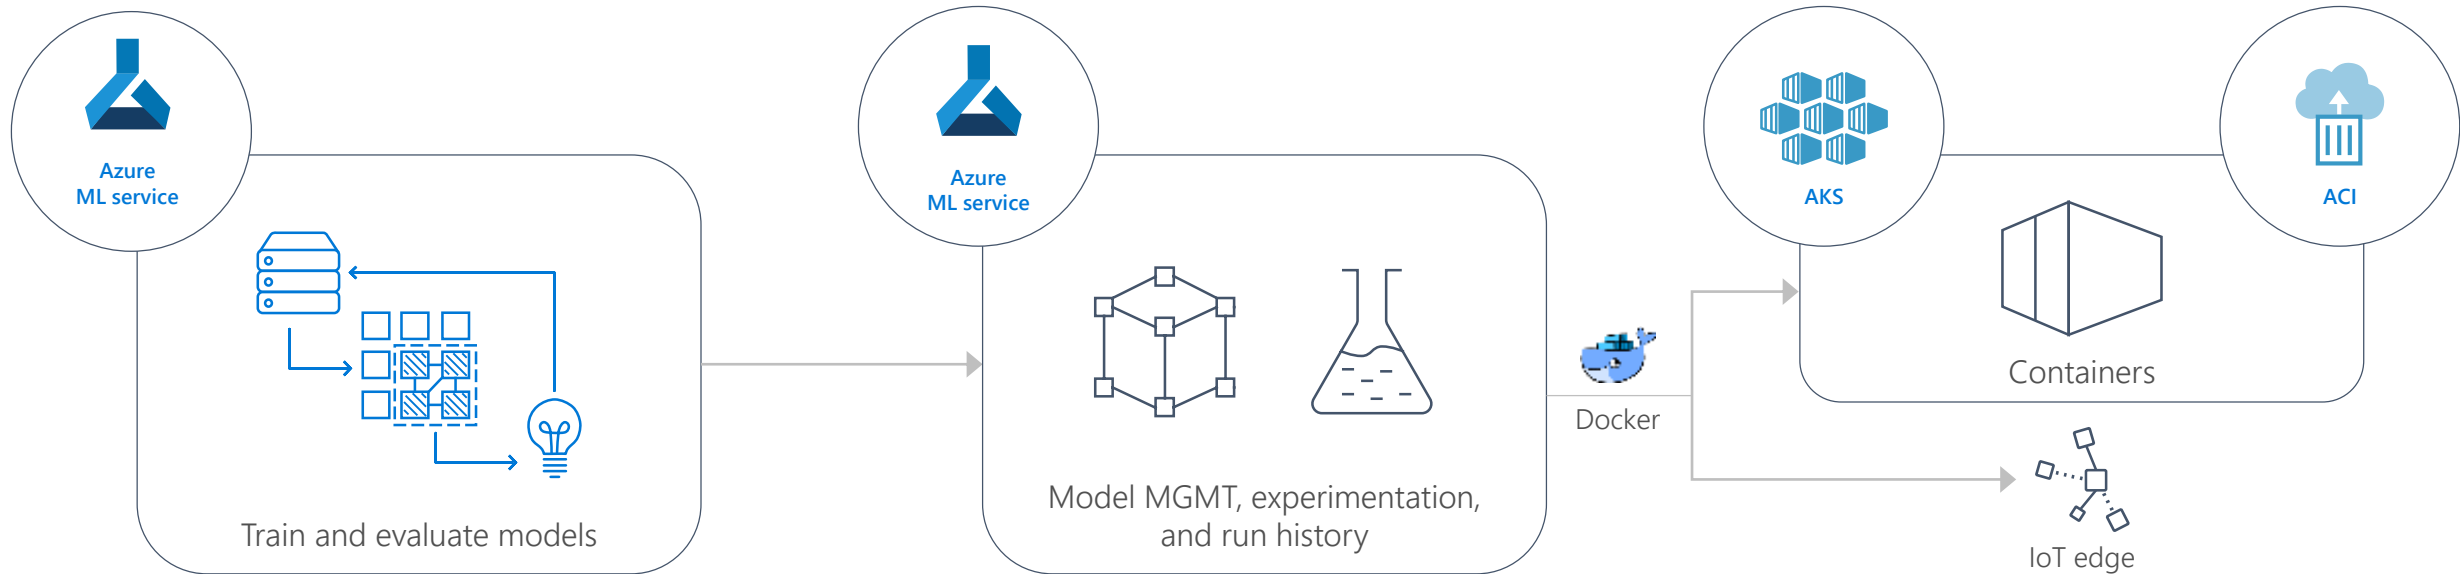 Azure
ML service
Train and evaluate models
Azure
ML service
Model MGMT, experimentation,
and run history
Docker
AKS
ACI
Containers
IoT edge